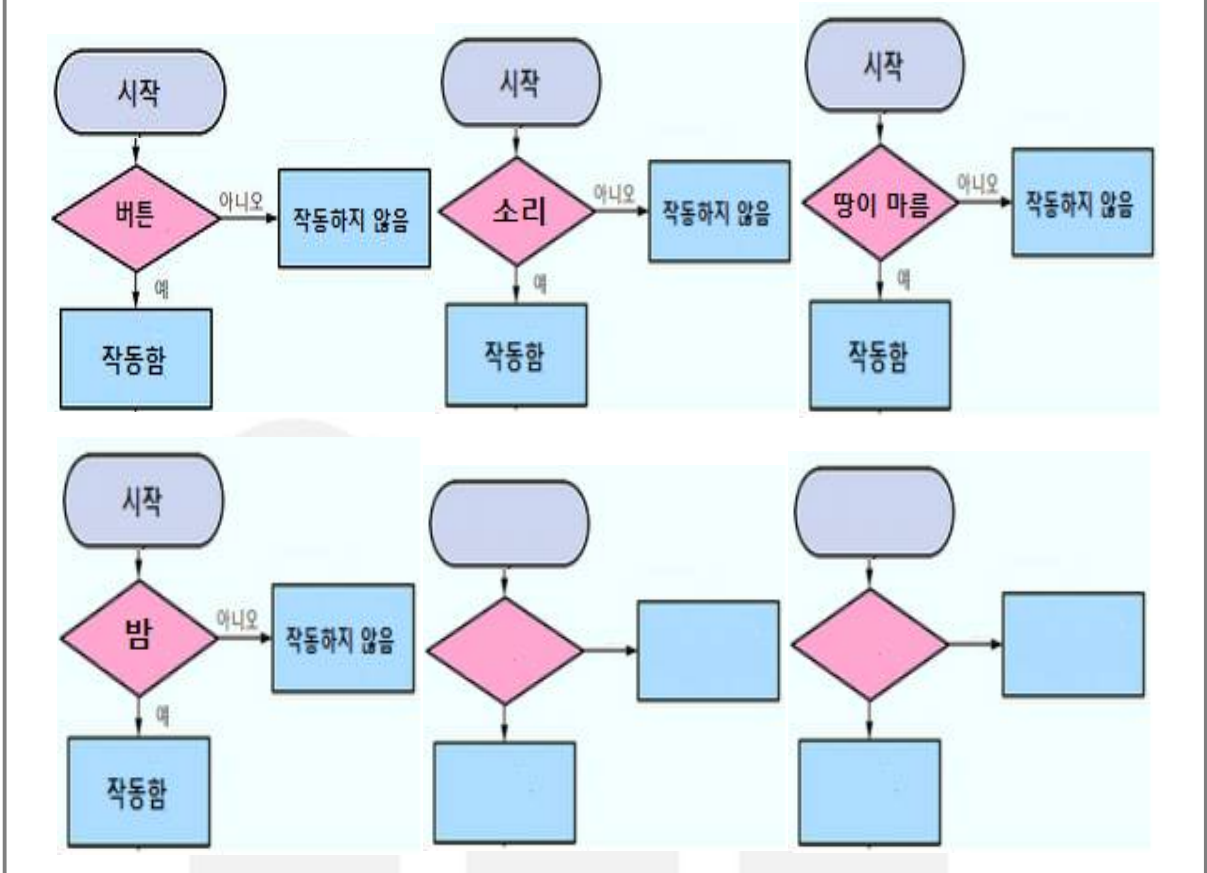 시작
버튼
아니오
작동하지 않음
예
작동함
시작
소리
아니오
작동하지 않음
예
작동함
시작
땅이 마름
아니오
작동하지 않음
예
작동함
시작
밤
아니오
작동하지 않음
예
작동함